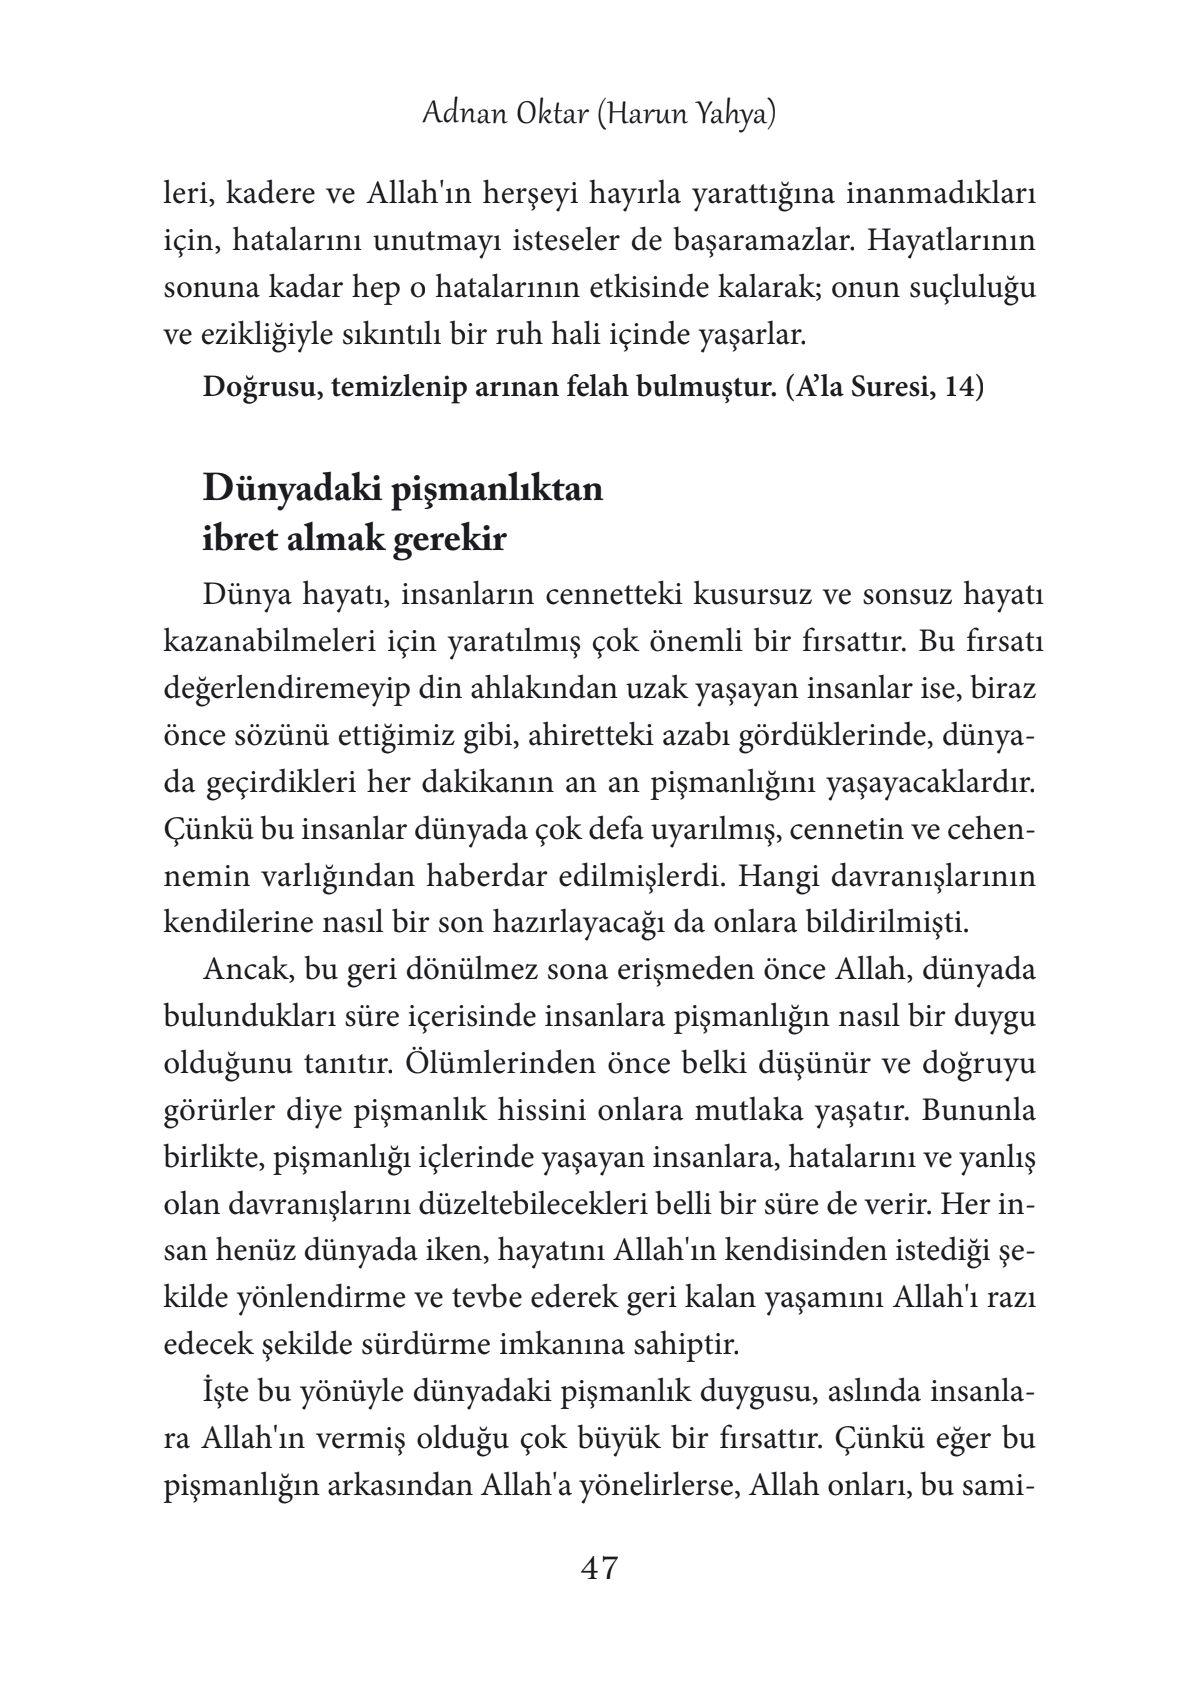 Adnan Oktar (Harun Yahya)
leri, kadere ve Allah'ın herşeyi hayırla yarattığına inanmadıkları
için, hatalarını unutmayı isteseler de başaramazlar. Hayatlarının
sonuna kadar hep o hatalarının etkisinde kalarak; onun suçluluğu
ve ezikliğiyle sıkıntılı bir ruh hali içinde yaşarlar.
Doğrusu, temizlenip arınan felah bulmuştur. (A’la Suresi, 14)
Dünyadaki pişmanlıktan
ibret almak gerekir
Dünya hayatı, insanların cennetteki kusursuz ve sonsuz hayatı
kazanabilmeleri için yaratılmış çok önemli bir fırsattır. Bu fırsatı
değerlendiremeyip din ahlakından uzak yaşayan insanlar ise, biraz
önce sözünü ettiğimiz gibi, ahiretteki azabı gördüklerinde, dünya-
da geçirdikleri her dakikanın an an pişmanlığını yaşayacaklardır.
Çünkü bu insanlar dünyada çok defa uyarılmış, cennetin ve cehen-
nemin varlığından haberdar edilmişlerdi. Hangi davranışlarının
kendilerine nasıl bir son hazırlayacağı da onlara bildirilmişti.
Ancak, bu geri dönülmez sona erişmeden önce Allah, dünyada
bulundukları süre içerisinde insanlara pişmanlığın nasıl bir duygu
olduğunu tanıtır. Ölümlerinden önce belki düşünür ve doğruyu
görürler diye pişmanlık hissini onlara mutlaka yaşatır. Bununla
birlikte, pişmanlığı içlerinde yaşayan insanlara, hatalarını ve yanlış
olan davranışlarını düzeltebilecekleri belli bir süre de verir. Her in-
san henüz dünyada iken, hayatını Allah'ın kendisinden istediği şe-
kilde yönlendirme ve tevbe ederek geri kalan yaşamını Allah'ı razı
edecek şekilde sürdürme imkanına sahiptir.
İşte bu yönüyle dünyadaki pişmanlık duygusu, aslında insanla-
ra Allah'ın vermiş olduğu çok büyük bir fırsattır. Çünkü eğer bu
pişmanlığın arkasından Allah'a yönelirlerse, Allah onları, bu sami-
47